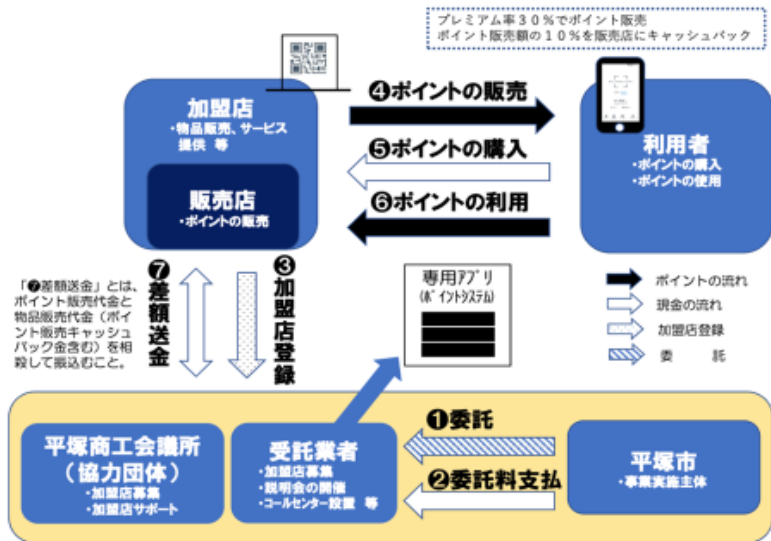 プレミアム率30%でポイント販売
ポイント販売額の10%を販売店にキャッシュバック
加盟店
・物品販売、サービス
提供 等
販売店
・ポイントの販売
❹ポイントの販売
❺ポイントの購入
❻ポイントの利用
利用者
・ポイントの購入
・ポイントの使用
「❼差額送金」とは、
ポイント販売代金と
物品販売代金（ポイ
ント販売キャッシュ
バック金含む）を相
殺して振込むこと。
❼差額送金
❸加盟店登録
専用アプリ
(ポイントシステム)
ポイントの流れ
現金の流れ
加盟店登録
委 託
平塚商工会議所
（協力団体）
・加盟店募集
・加盟店サポート
受託業者
・加盟店募集
・説明会の開催
・コールセンター設置 等
❶委託
❷委託料支払
平塚市
・事業実施主体